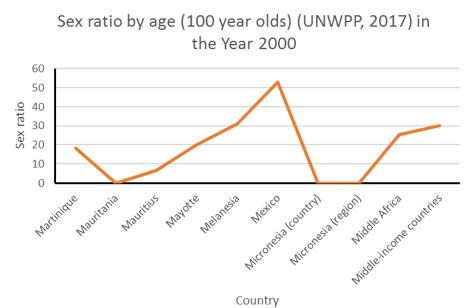 Sex ratio by age (100 year olds) (UNWPP, 2017) in
the Year 2000
60
50
40
30
20
10
0
Sex ratio
Martinique
Mauritania
Mauritius
Mayotte
Melanesia
Mexico
Micronesia (country)
Micronesia (region)
Middle Africa
Middle-income countries
Country